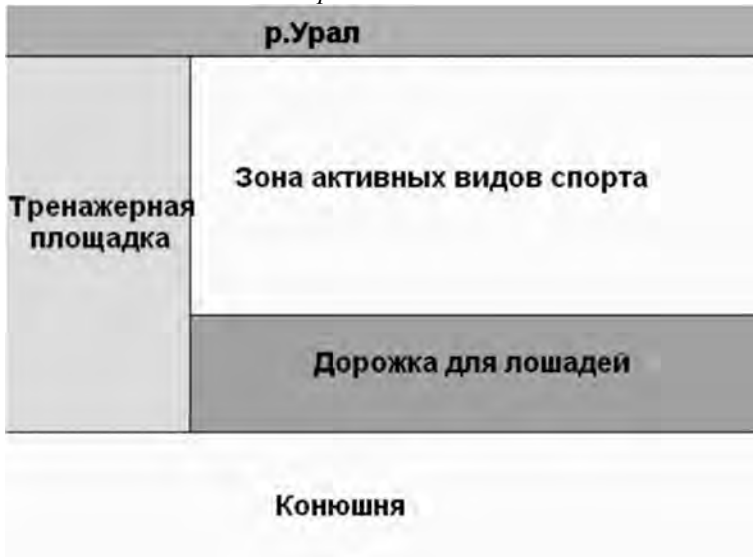 р.Урал
Зона активных видов спорта
Тренажерная
площадка
Дорожка для лошадей
Конюшня